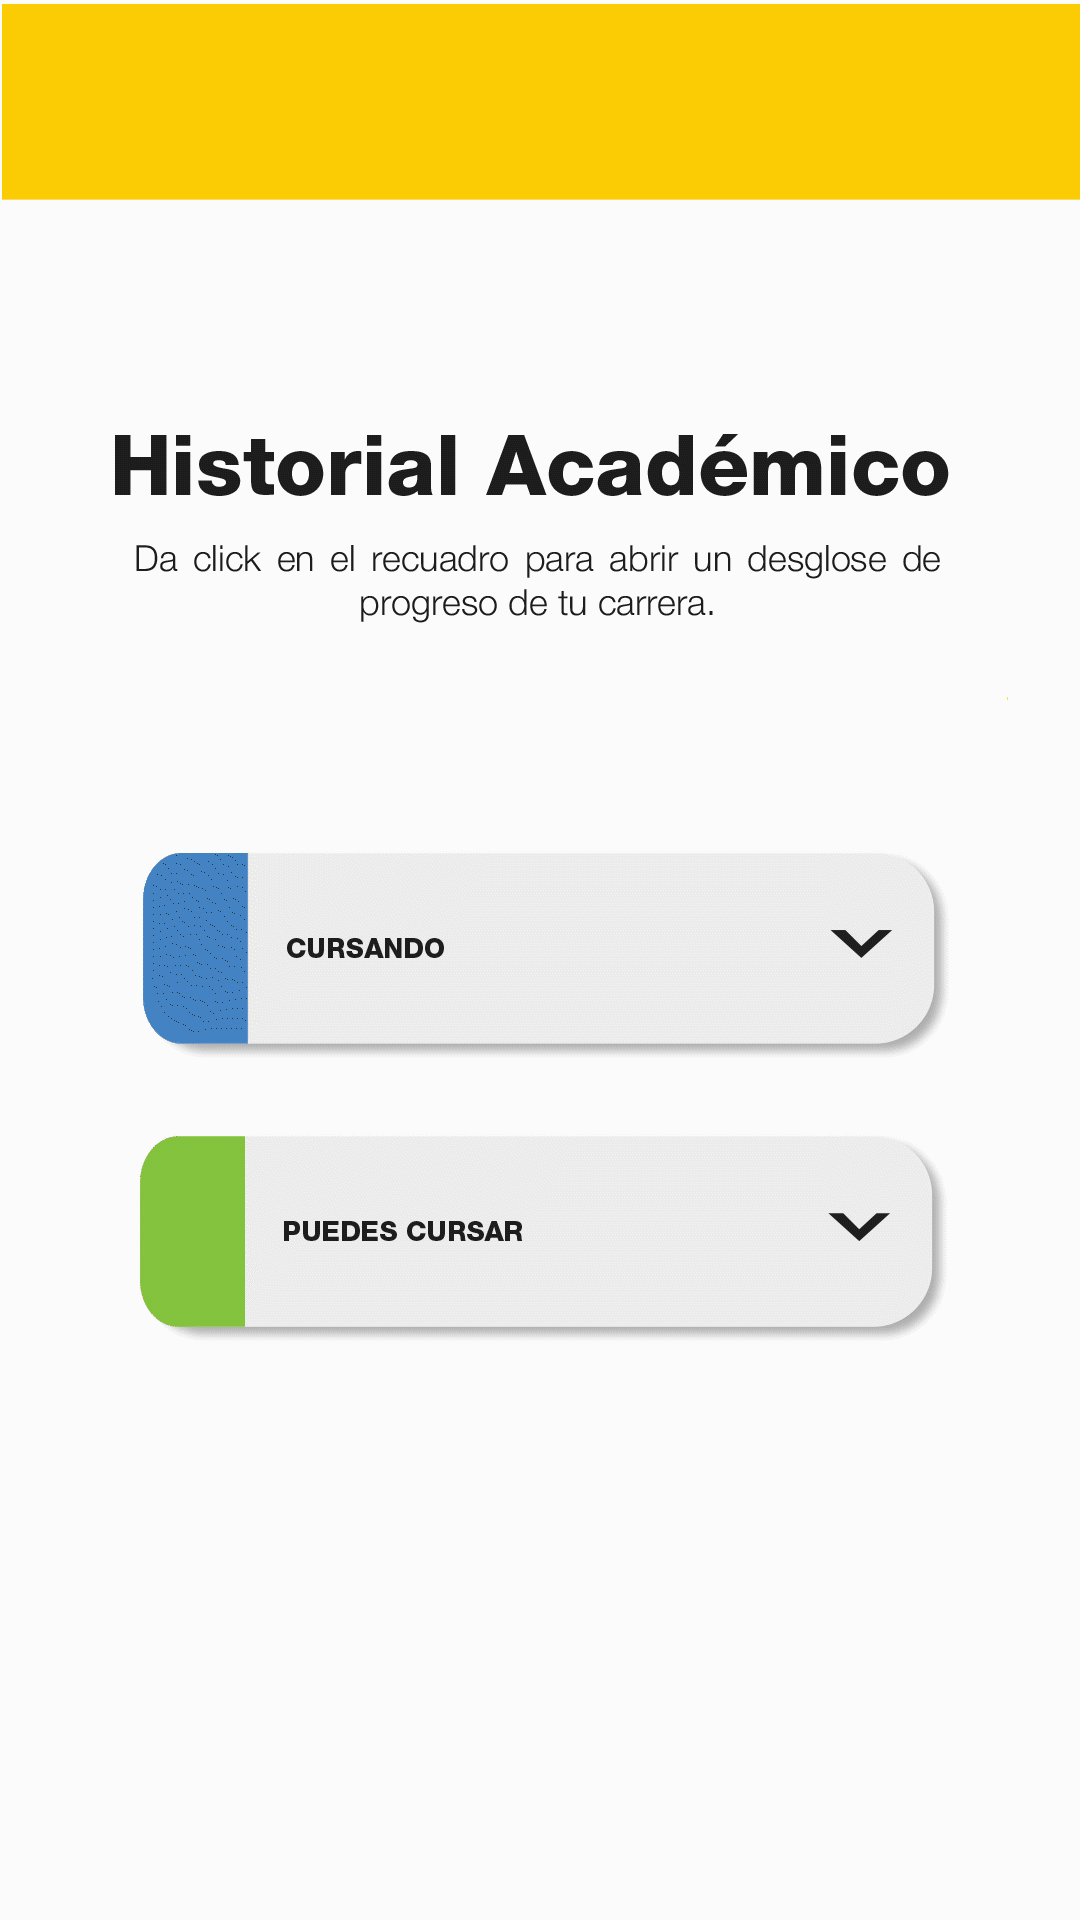 Historial Académico
Da click en el recuadro para abrir un desglose de
progreso de tu carrera.
CURSANDO
PUEDES CURSAR